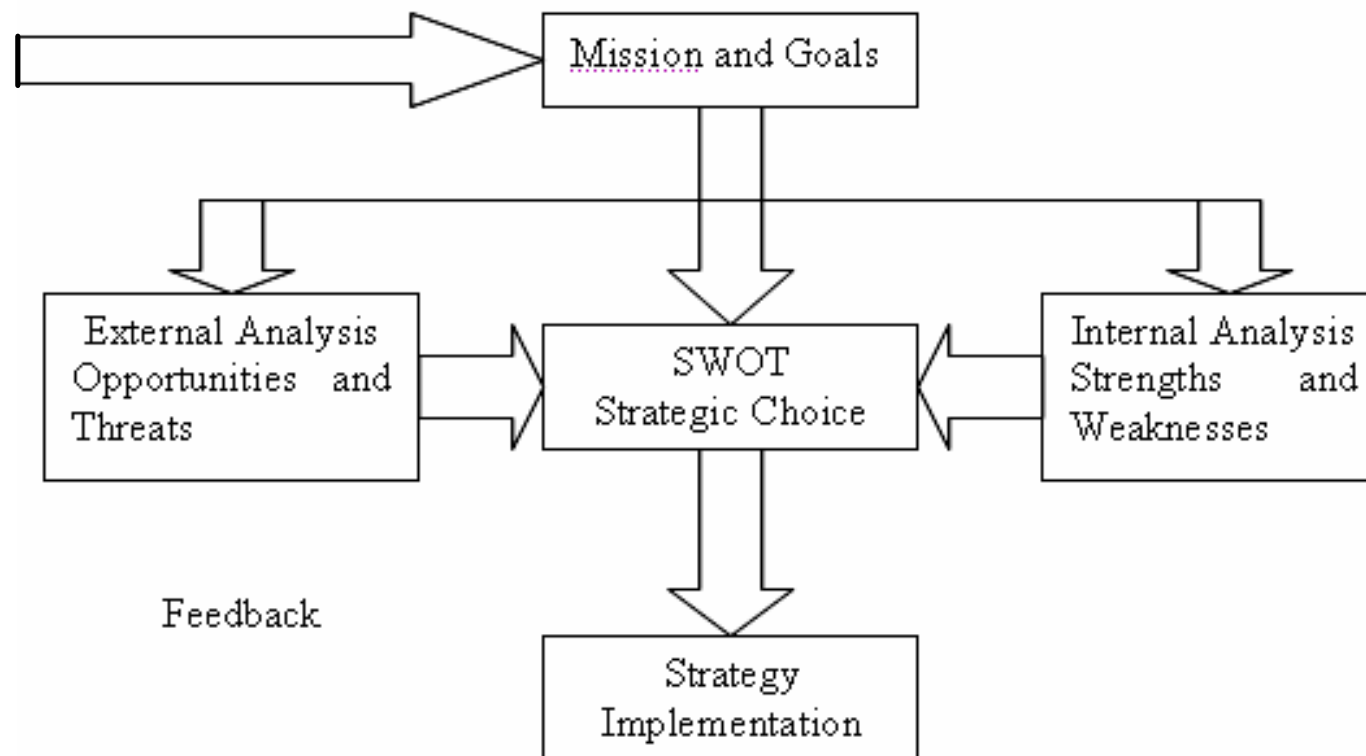 Mission and Goals
External Analysis
Opportunities and
Threats
SWOT
Strategic Choice
Internal Analysis
Strengths and
Weaknesses
Feedback
Strategy
Implementation